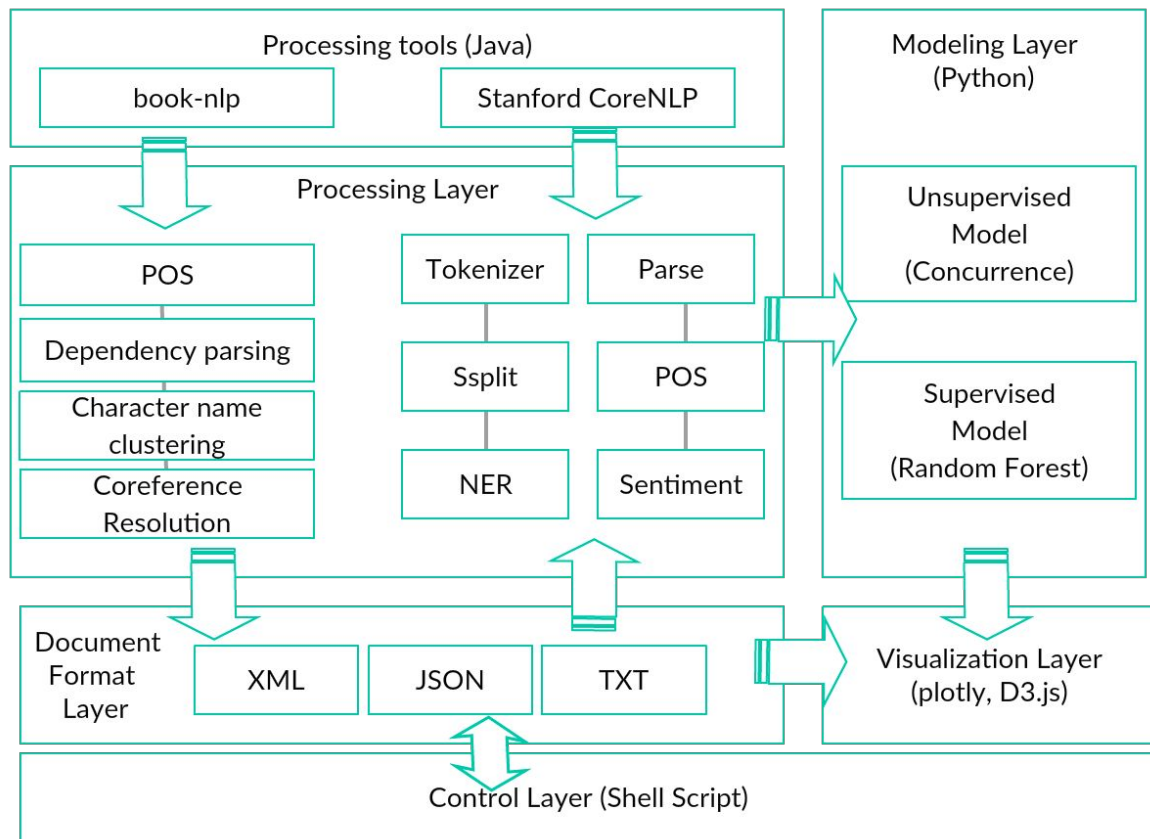 Processing tools (Java)
book-nlp
Stanford CoreNLP
Processing Layer
POS
Dependency parsing
Character name
clustering
Coreference
Resolution
Tokenizer
Ssplit
NER
Parse
POS
Sentiment
Modeling Layer
(Python)
Unsupervised
Model
(Concurrence)
Supervised
Model
(Random Forest)
Document
Format
Layer
XML
JSON
TXT
Visualization Layer
(plotly, D3.js)
Control Layer (Shell Script)